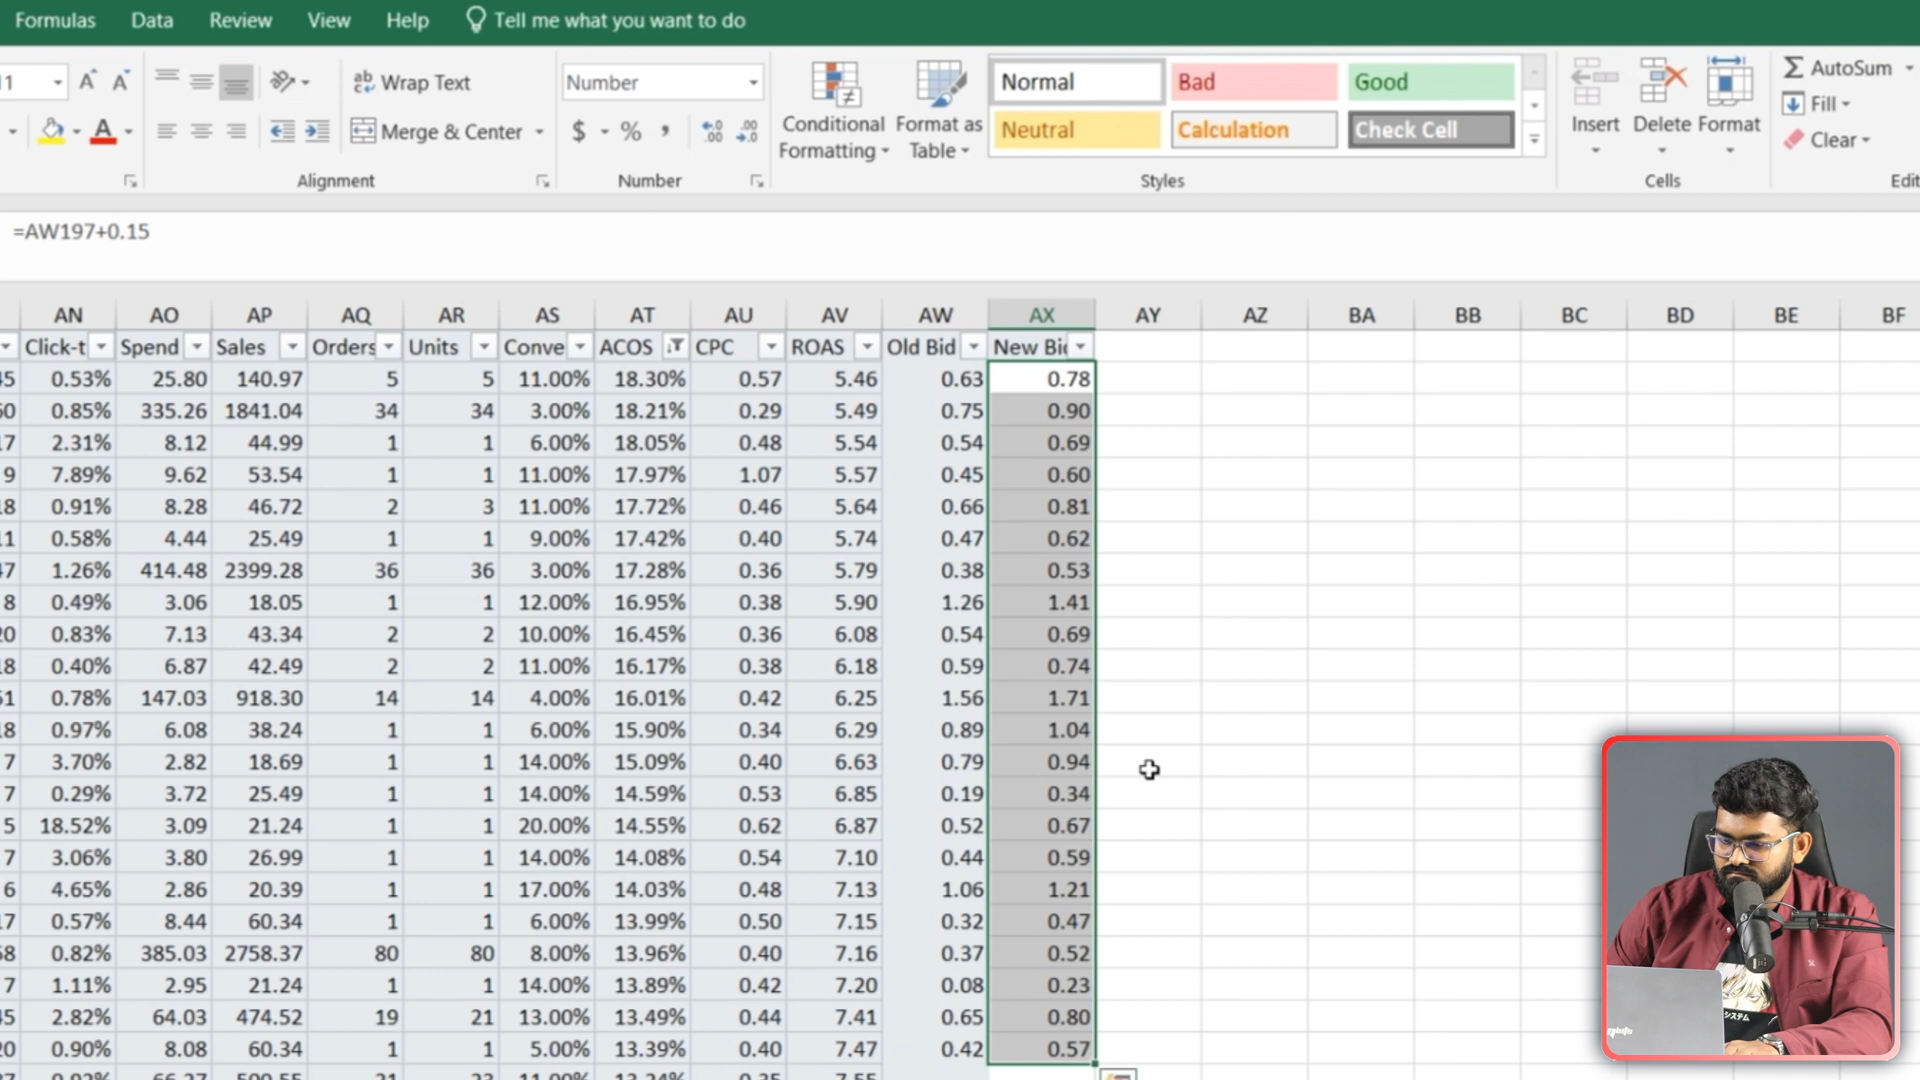 Formulas Data Review View Help Tell me what you want to do
Wrap Text Number Normal Bad Good AutoSum
Conditional Formatting Format as Table Insert Delete Format Fill
Merge & Center $ % , Neutral Calculation Check Cell Clear
Alignment Number Styles Cells
=AW197+0.15
AN AO AP AQ AR AS AT AU AV AW AX AY AZ BA BB BC BD BE BF
Click-t Spend Sales Orders Units Conve ACOS CPC ROAS Old Bid New Bid
45 0.53% 25.80 140.97 5 5 11.00% 18.30% 0.57 5.46 0.63 0.78
50 0.85% 335.26 1841.04 34 34 3.00% 18.21% 0.29 5.49 0.75 0.90
17 2.31% 8.12 44.99 1 1 6.00% 18.05% 0.48 5.54 0.54 0.69
9 7.89% 9.62 53.54 1 1 11.00% 17.97% 1.07 5.57 0.45 0.60
18 0.91% 8.28 46.72 2 3 11.00% 17.72% 0.46 5.64 0.66 0.81
11 0.58% 4.44 25.49 1 1 9.00% 17.42% 0.40 5.74 0.47 0.62
47 1.26% 414.48 2399.28 36 36 3.00% 17.28% 0.36 5.79 0.38 0.53
8 0.49% 3.06 18.05 1 1 12.00% 16.95% 0.38 5.90 1.26 1.41
20 0.83% 7.13 43.34 2 2 10.00% 16.45% 0.36 6.08 0.54 0.69
18 0.40% 6.87 42.49 2 2 11.00% 16.17% 0.38 6.18 0.59 0.74
51 0.78% 147.03 918.30 14 14 4.00% 16.01% 0.42 6.25 1.56 1.71
18 0.97% 6.08 38.24 1 1 6.00% 15.90% 0.34 6.29 0.89 1.04
7 3.70% 2.82 18.69 1 1 14.00% 15.09% 0.40 6.63 0.79 0.94
7 0.29% 3.72 25.49 1 1 14.00% 14.59% 0.53 6.85 0.19 0.34
5 18.52% 3.09 21.24 1 1 20.00% 14.55% 0.62 6.87 0.52 0.67
7 3.06% 3.80 26.99 1 1 14.00% 14.08% 0.54 7.10 0.44 0.59
6 4.65% 2.86 20.39 1 1 17.00% 14.03% 0.48 7.13 1.06 1.21
17 0.57% 8.44 60.34 1 1 6.00% 13.99% 0.50 7.15 0.32 0.47
58 0.82% 385.03 2758.37 80 80 8.00% 13.96% 0.40 7.16 0.37 0.52
7 1.11% 2.95 21.24 1 1 14.00% 13.89% 0.42 7.20 0.08 0.23
45 2.82% 64.03 474.52 19 21 13.00% 13.49% 0.44 7.41 0.65 0.80
20 0.90% 8.08 60.34 1 1 5.00% 13.39% 0.40 7.47 0.42 0.57
システム